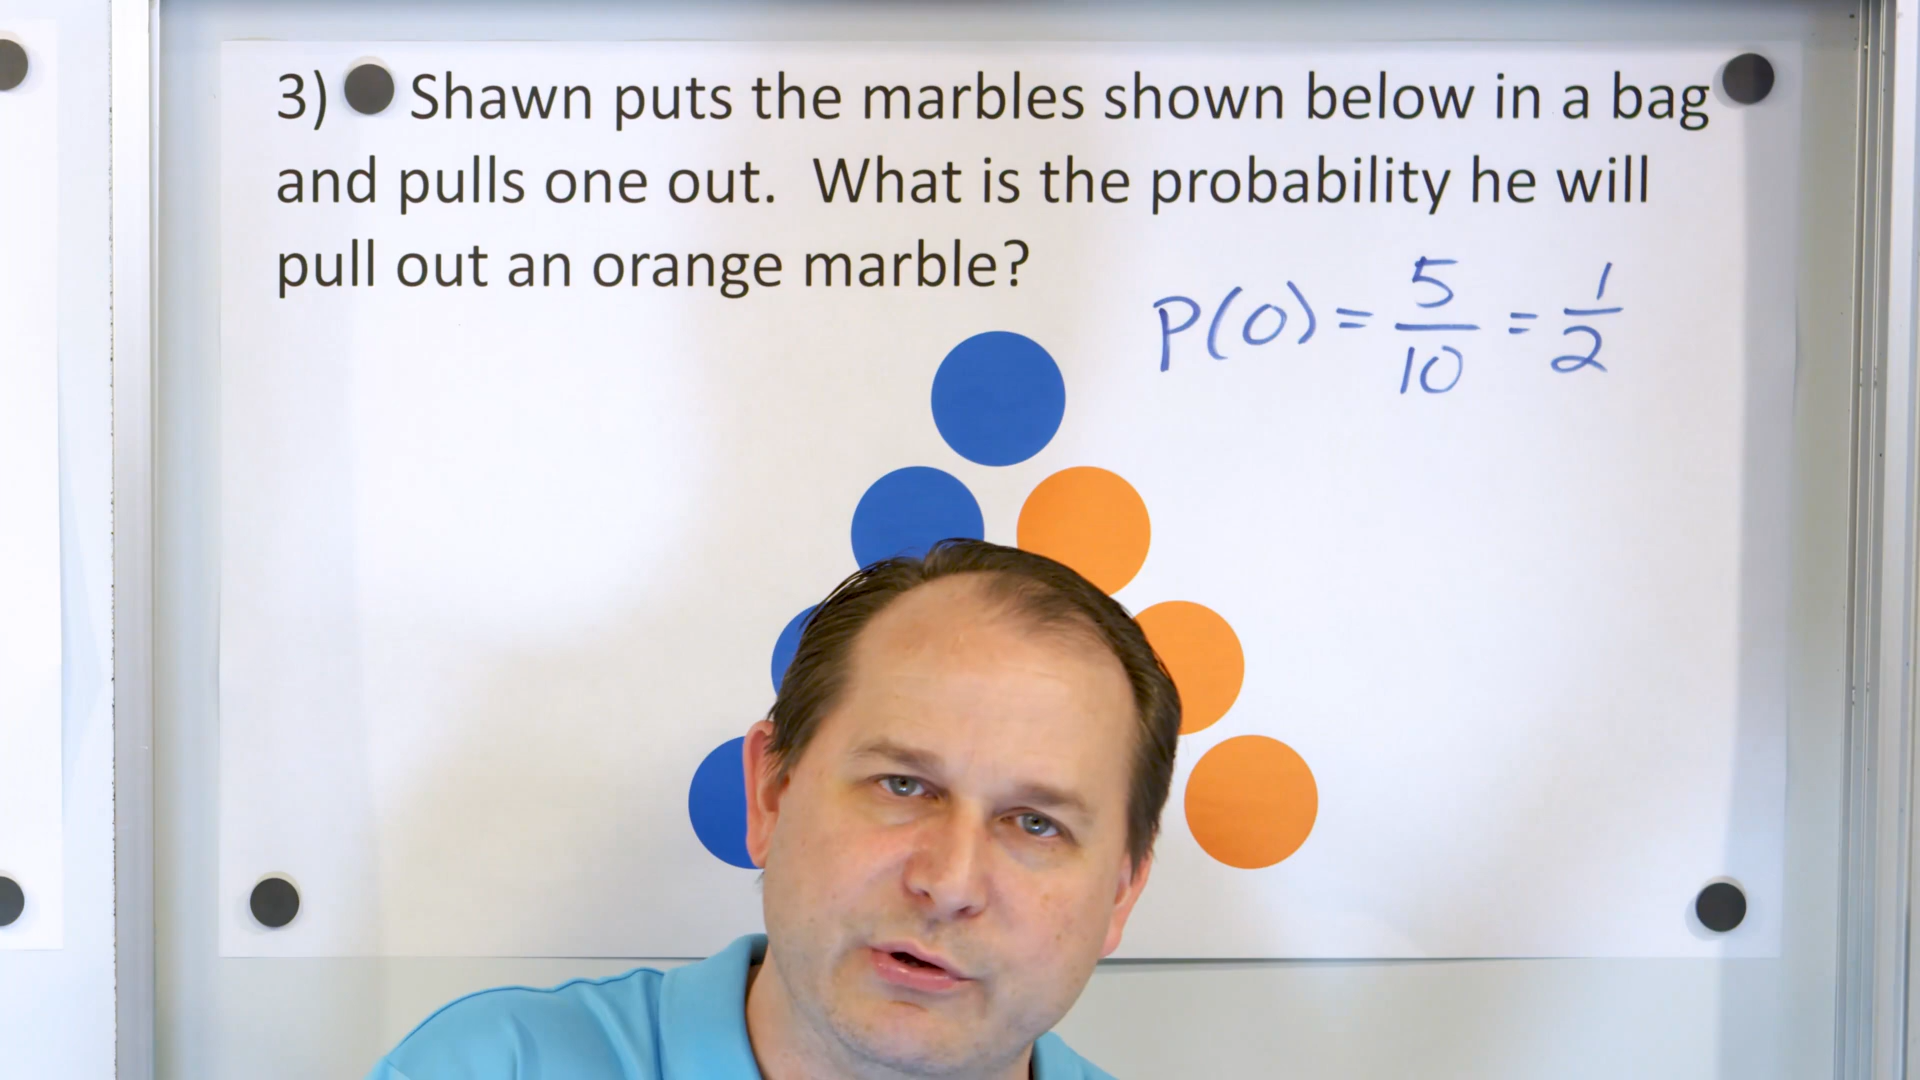 3) Shawn puts the marbles shown below in a bag
and pulls one out. What is the probability he will
pull out an orange marble?
P(O) = 5/10 = 1/2